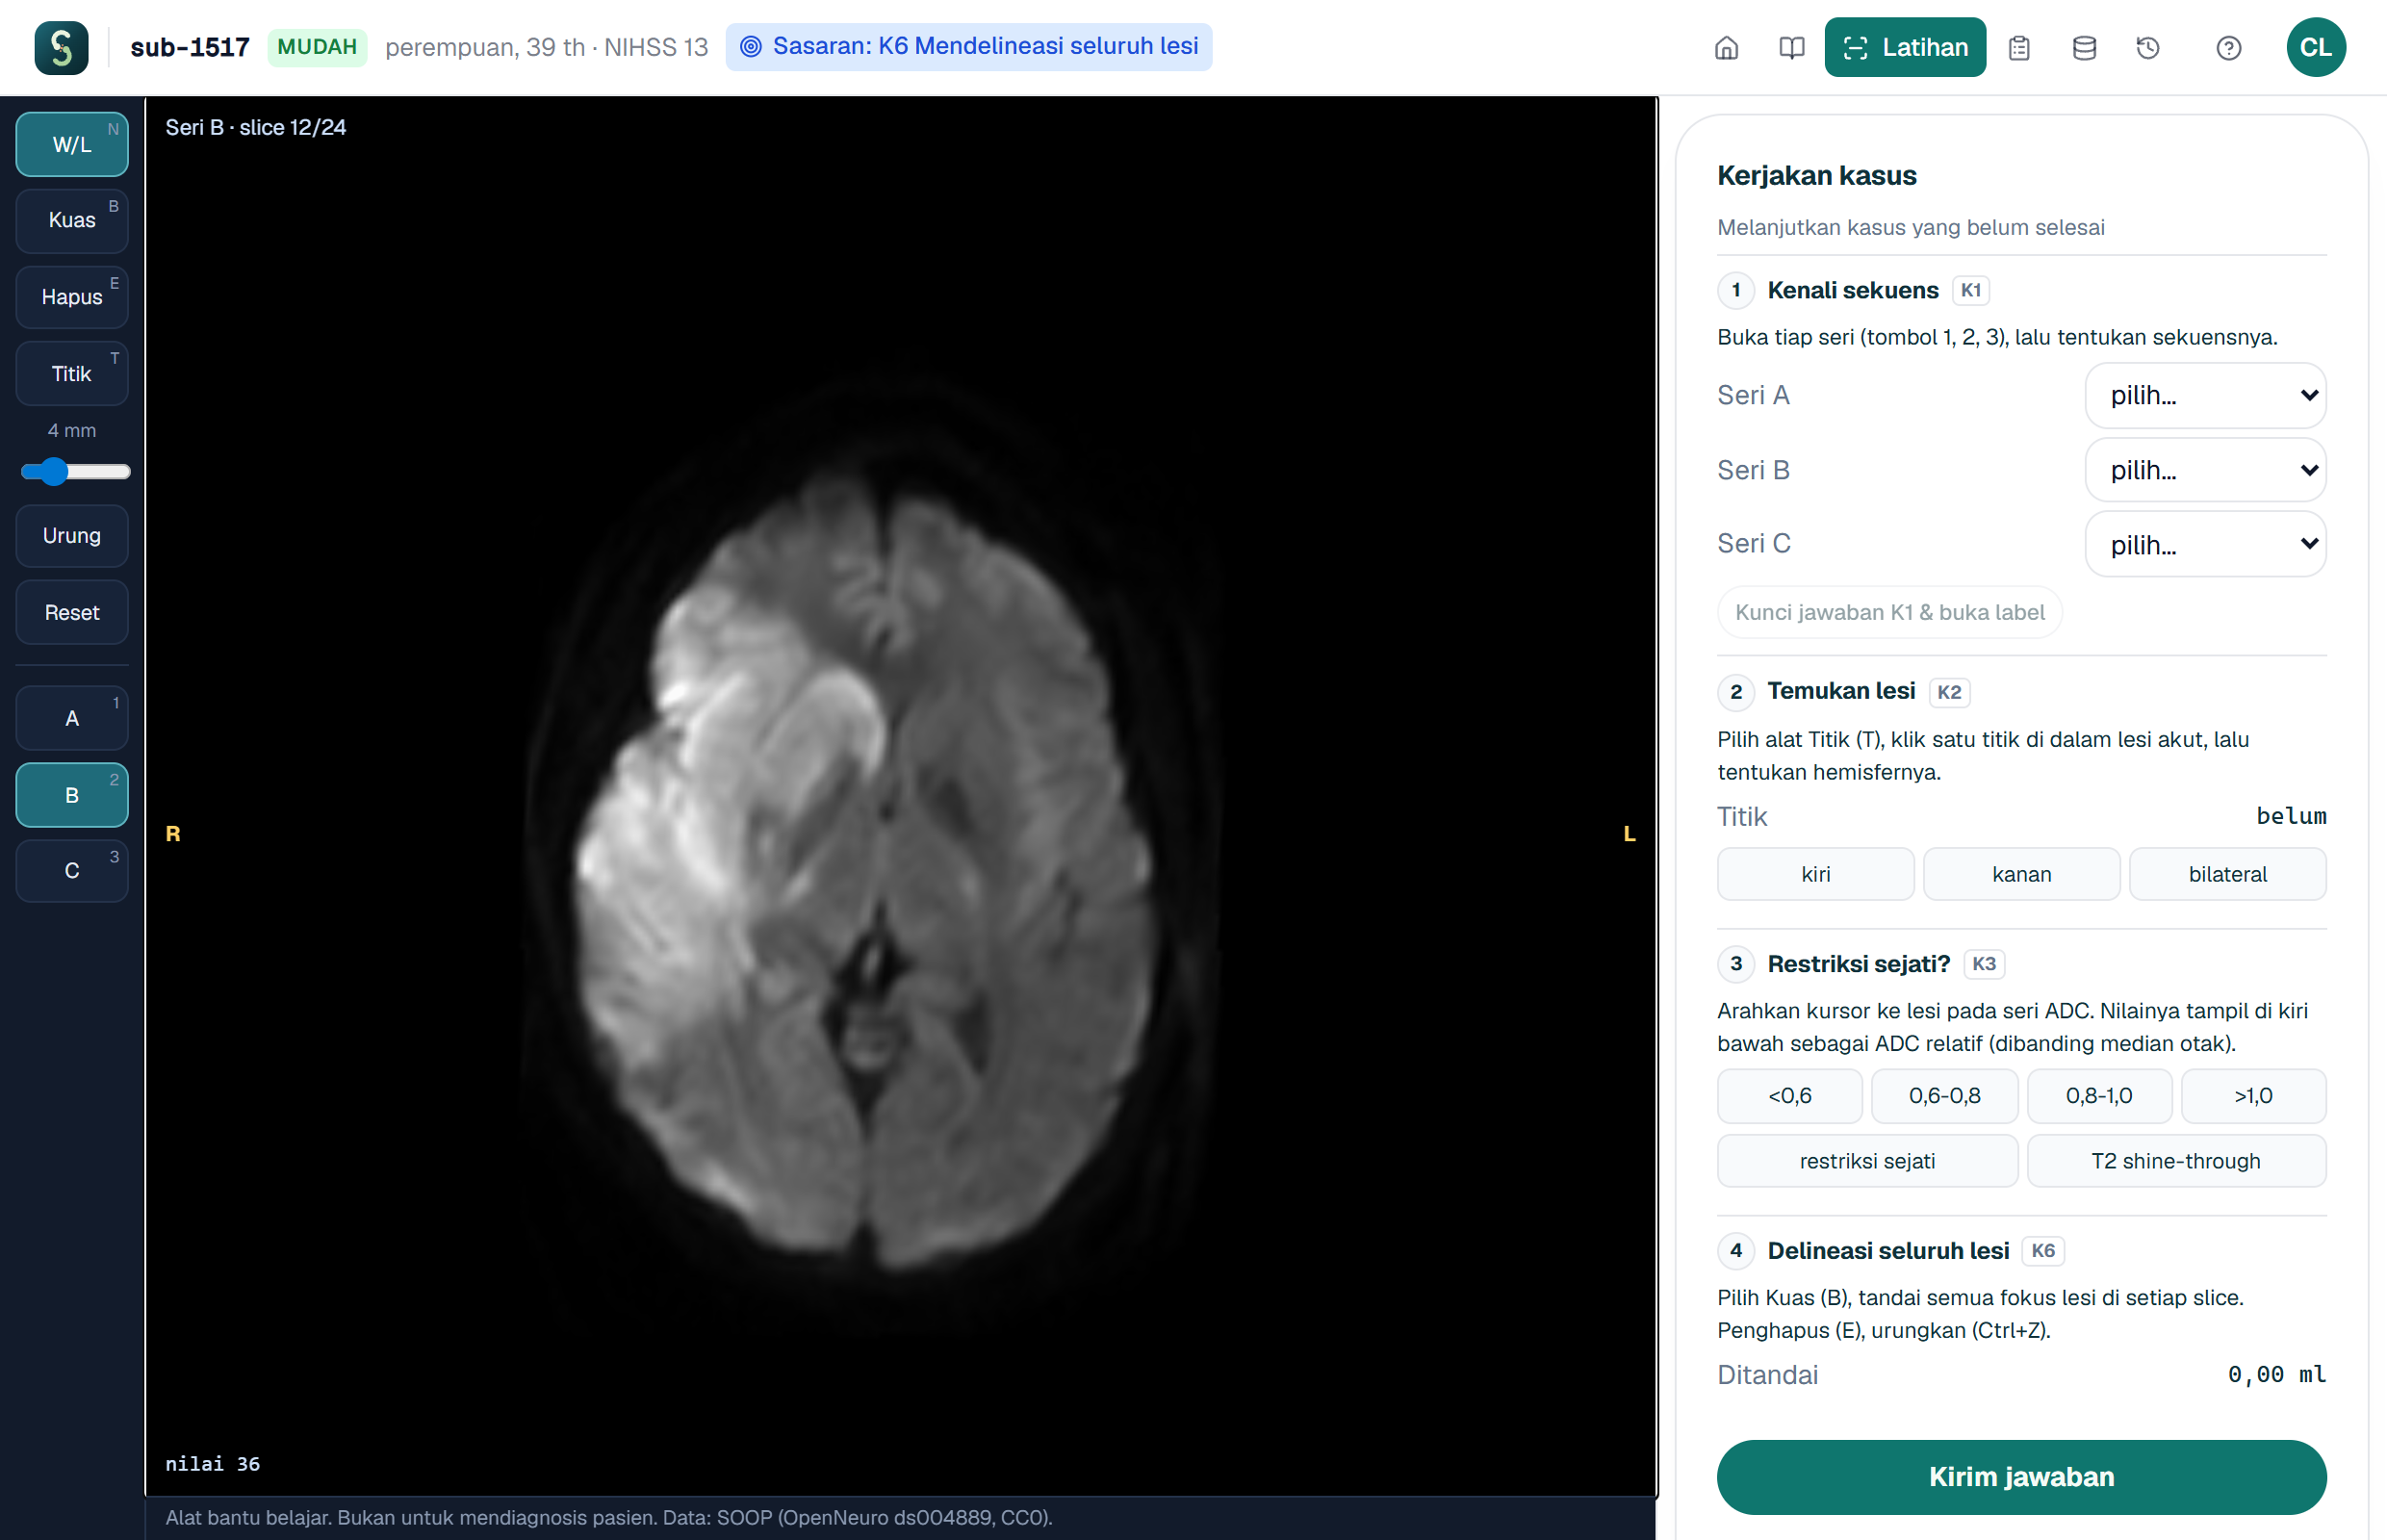 sub-1517 MUDAH perempuan, 39 th · NIHSS 13 Sasaran: K6 Mendelineasi seluruh lesi Latihan CL
W/L N
Kuas B
Hapus E
Titik T
4 mm
Urung
Reset
A 1
B 2
C 3
Seri B · slice 12/24
R
L
nilai 36
Alat bantu belajar. Bukan untuk mendiagnosis pasien. Data: SOOP (OpenNeuro ds004889, CC0).
Kerjakan kasus
Melanjutkan kasus yang belum selesai
1 Kenali sekuens K1
Buka tiap seri (tombol 1, 2, 3), lalu tentukan sekuensnya.
Seri A pilih...
Seri B pilih...
Seri C pilih...
Kunci jawaban K1 & buka label
2 Temukan lesi K2
Pilih alat Titik (T), klik satu titik di dalam lesi akut, lalu
tentukan hemisfernya.
Titik belum
kiri kanan bilateral
3 Restriksi sejati? K3
Arahkan kursor ke lesi pada seri ADC. Nilainya tampil di kiri
bawah sebagai ADC relatif (dibanding median otak).
<0,6 0,6-0,8 0,8-1,0 >1,0
restriksi sejati T2 shine-through
4 Delineasi seluruh lesi K6
Pilih Kuas (B), tandai semua fokus lesi di setiap slice.
Penghapus (E), urungkan (Ctrl+Z).
Ditandai 0,00 ml
Kirim jawaban